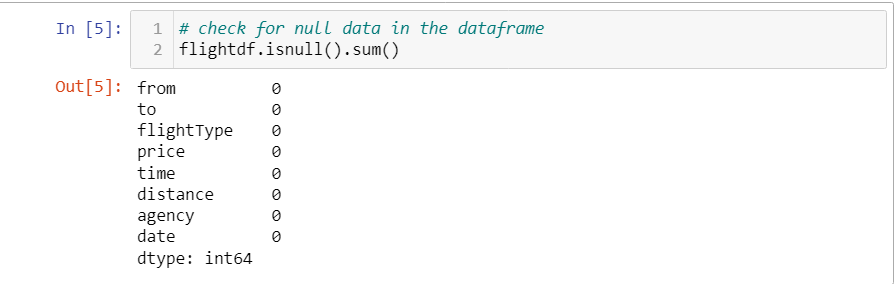 In [5]: 1 # check for null data in the dataframe
2 flightdf.isnull().sum()
Out[5]: from 0
to 0
flightType 0
price 0
time 0
distance 0
agency 0
date 0
dtype: int64